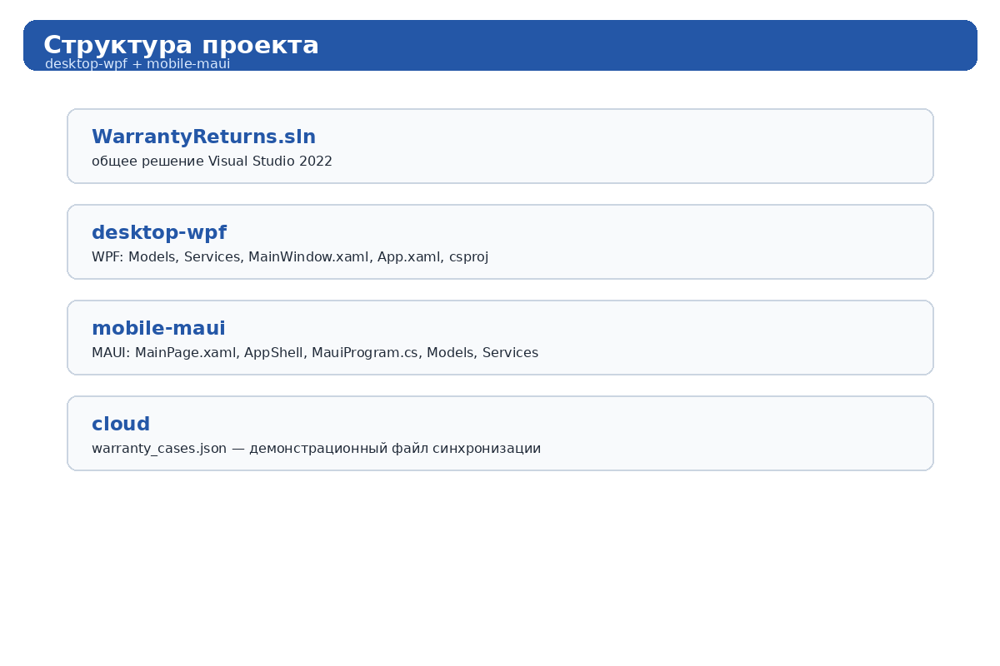 Структура проекта
desktop-wpf + mobile-maui
WarrantyReturns.sln
общее решение Visual Studio 2022
desktop-wpf
WPF: Models, Services, MainWindow.xaml, App.xaml, csproj
mobile-maui
MAUI: MainPage.xaml, AppShell, MauiProgram.cs, Models, Services
cloud
warranty_cases.json — демонстрационный файл синхронизации